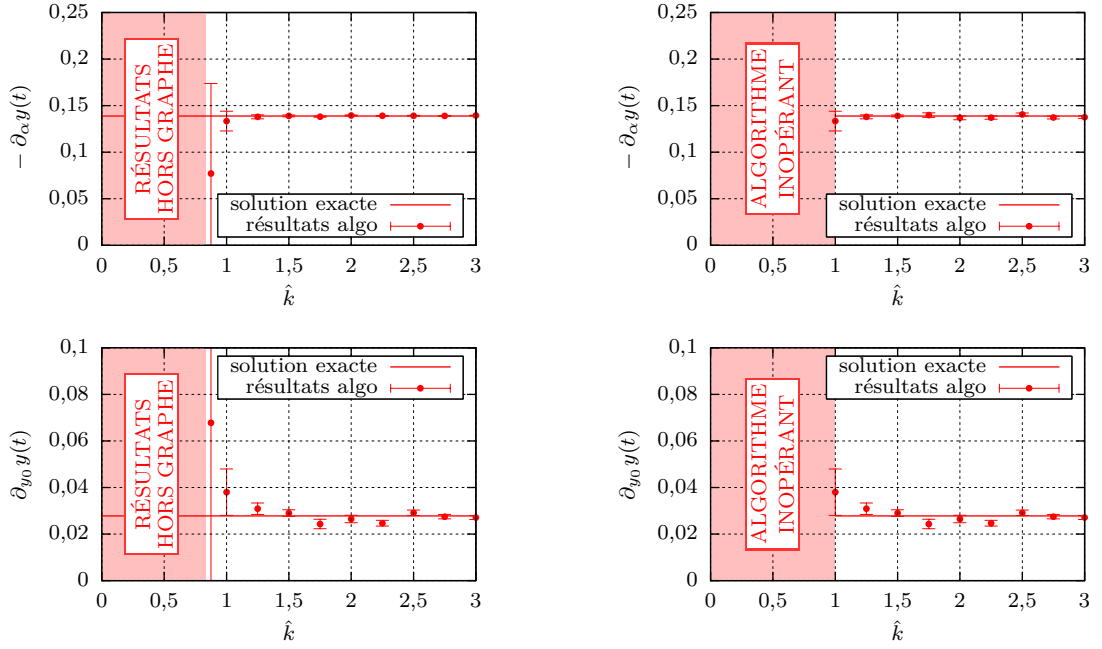 0,25
0,2
0,15
0,1
0,05
0
− ∂α y(t)
RÉSULTATS
HORS GRAPHE
solution exacte
résultats algo
0 0,5 1 1,5 2 2,5 3
k̂
0,25
0,2
0,15
0,1
0,05
0
− ∂α y(t)
ALGORITHME
INOPÉRANT
solution exacte
résultats algo
0 0,5 1 1,5 2 2,5 3
k̂
0,1
0,08
0,06
0,04
0,02
0
∂y0 y(t)
RÉSULTATS
HORS GRAPHE
solution exacte
résultats algo
0 0,5 1 1,5 2 2,5 3
k̂
0,1
0,08
0,06
0,04
0,02
0
∂y0 y(t)
ALGORITHME
INOPÉRANT
solution exacte
résultats algo
0 0,5 1 1,5 2 2,5 3
k̂